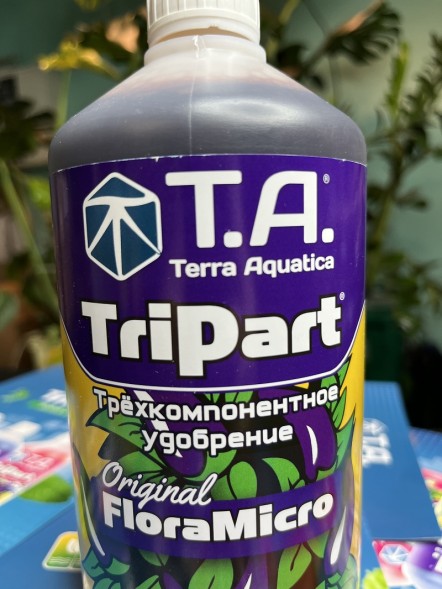 T.A.®
Terra Aquatica
TriPart®
Трёхкомпонентное
удобрение
Original
FloraMicro
T.A.